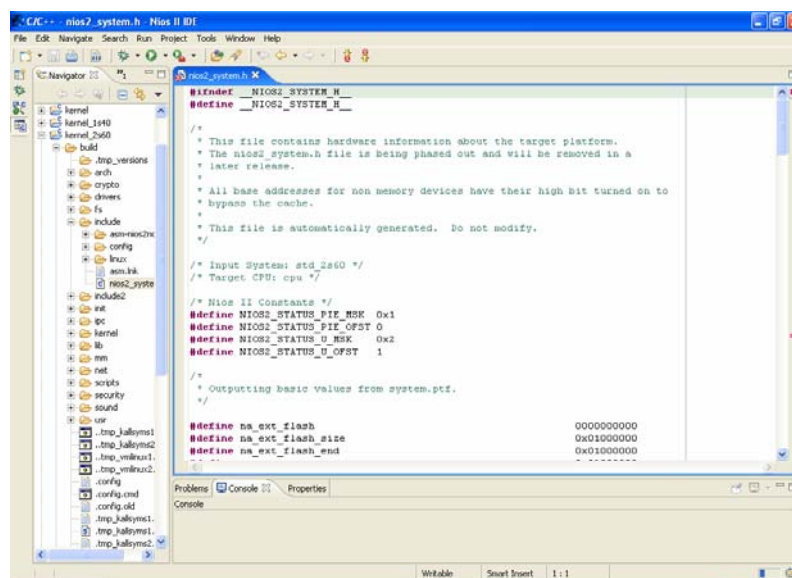 C/C++ - nios2_system.h - Nios II IDE
File Edit Navigate Search Run Project Tools Window Help
Navigator
nios2_system.h
kernel
kernel_1s40
kernel_2s60
build
.tmp_versions
arch
crypto
drivers
fs
include
asm-nios2nc
config
linux
asm.lnk
nios2_syste
include2
init
ipc
kernel
lib
mm
net
scripts
security
sound
usr
..tmp_kallsyms1
..tmp_kallsyms2
..tmp_vmlinux1.
..tmp_vmlinux2.
.config
.config.cmd
.config.old
.tmp_kallsyms1.
.tmp_kallsyms1.
.tmp_kallsyms2.
#ifndef __NIOS2_SYSTEM_H__
#define __NIOS2_SYSTEM_H__
/*
* This file contains hardware information about the target platform.
* The nios2_system.h file is being phased out and will be removed in a
* later release.
*
* All base addresses for non memory devices have their high bit turned on to
* bypass the cache.
*
* This file is automatically generated. Do not modify.
*/
/* Input System: std_2s60 */
/* Target CPU: cpu */
/* Nios II Constants */
#define NIOS2_STATUS_PIE_MSK 0x1
#define NIOS2_STATUS_PIE_OFST 0
#define NIOS2_STATUS_U_MSK 0x2
#define NIOS2_STATUS_U_OFST 1
/*
* Outputting basic values from system.ptf.
*/
#define na_ext_flash 0000000000
#define na_ext_flash_size 0x01000000
#define na_ext_flash_end 0x01000000
Problems Console Properties
Console
Writable Smart Insert 1 : 1